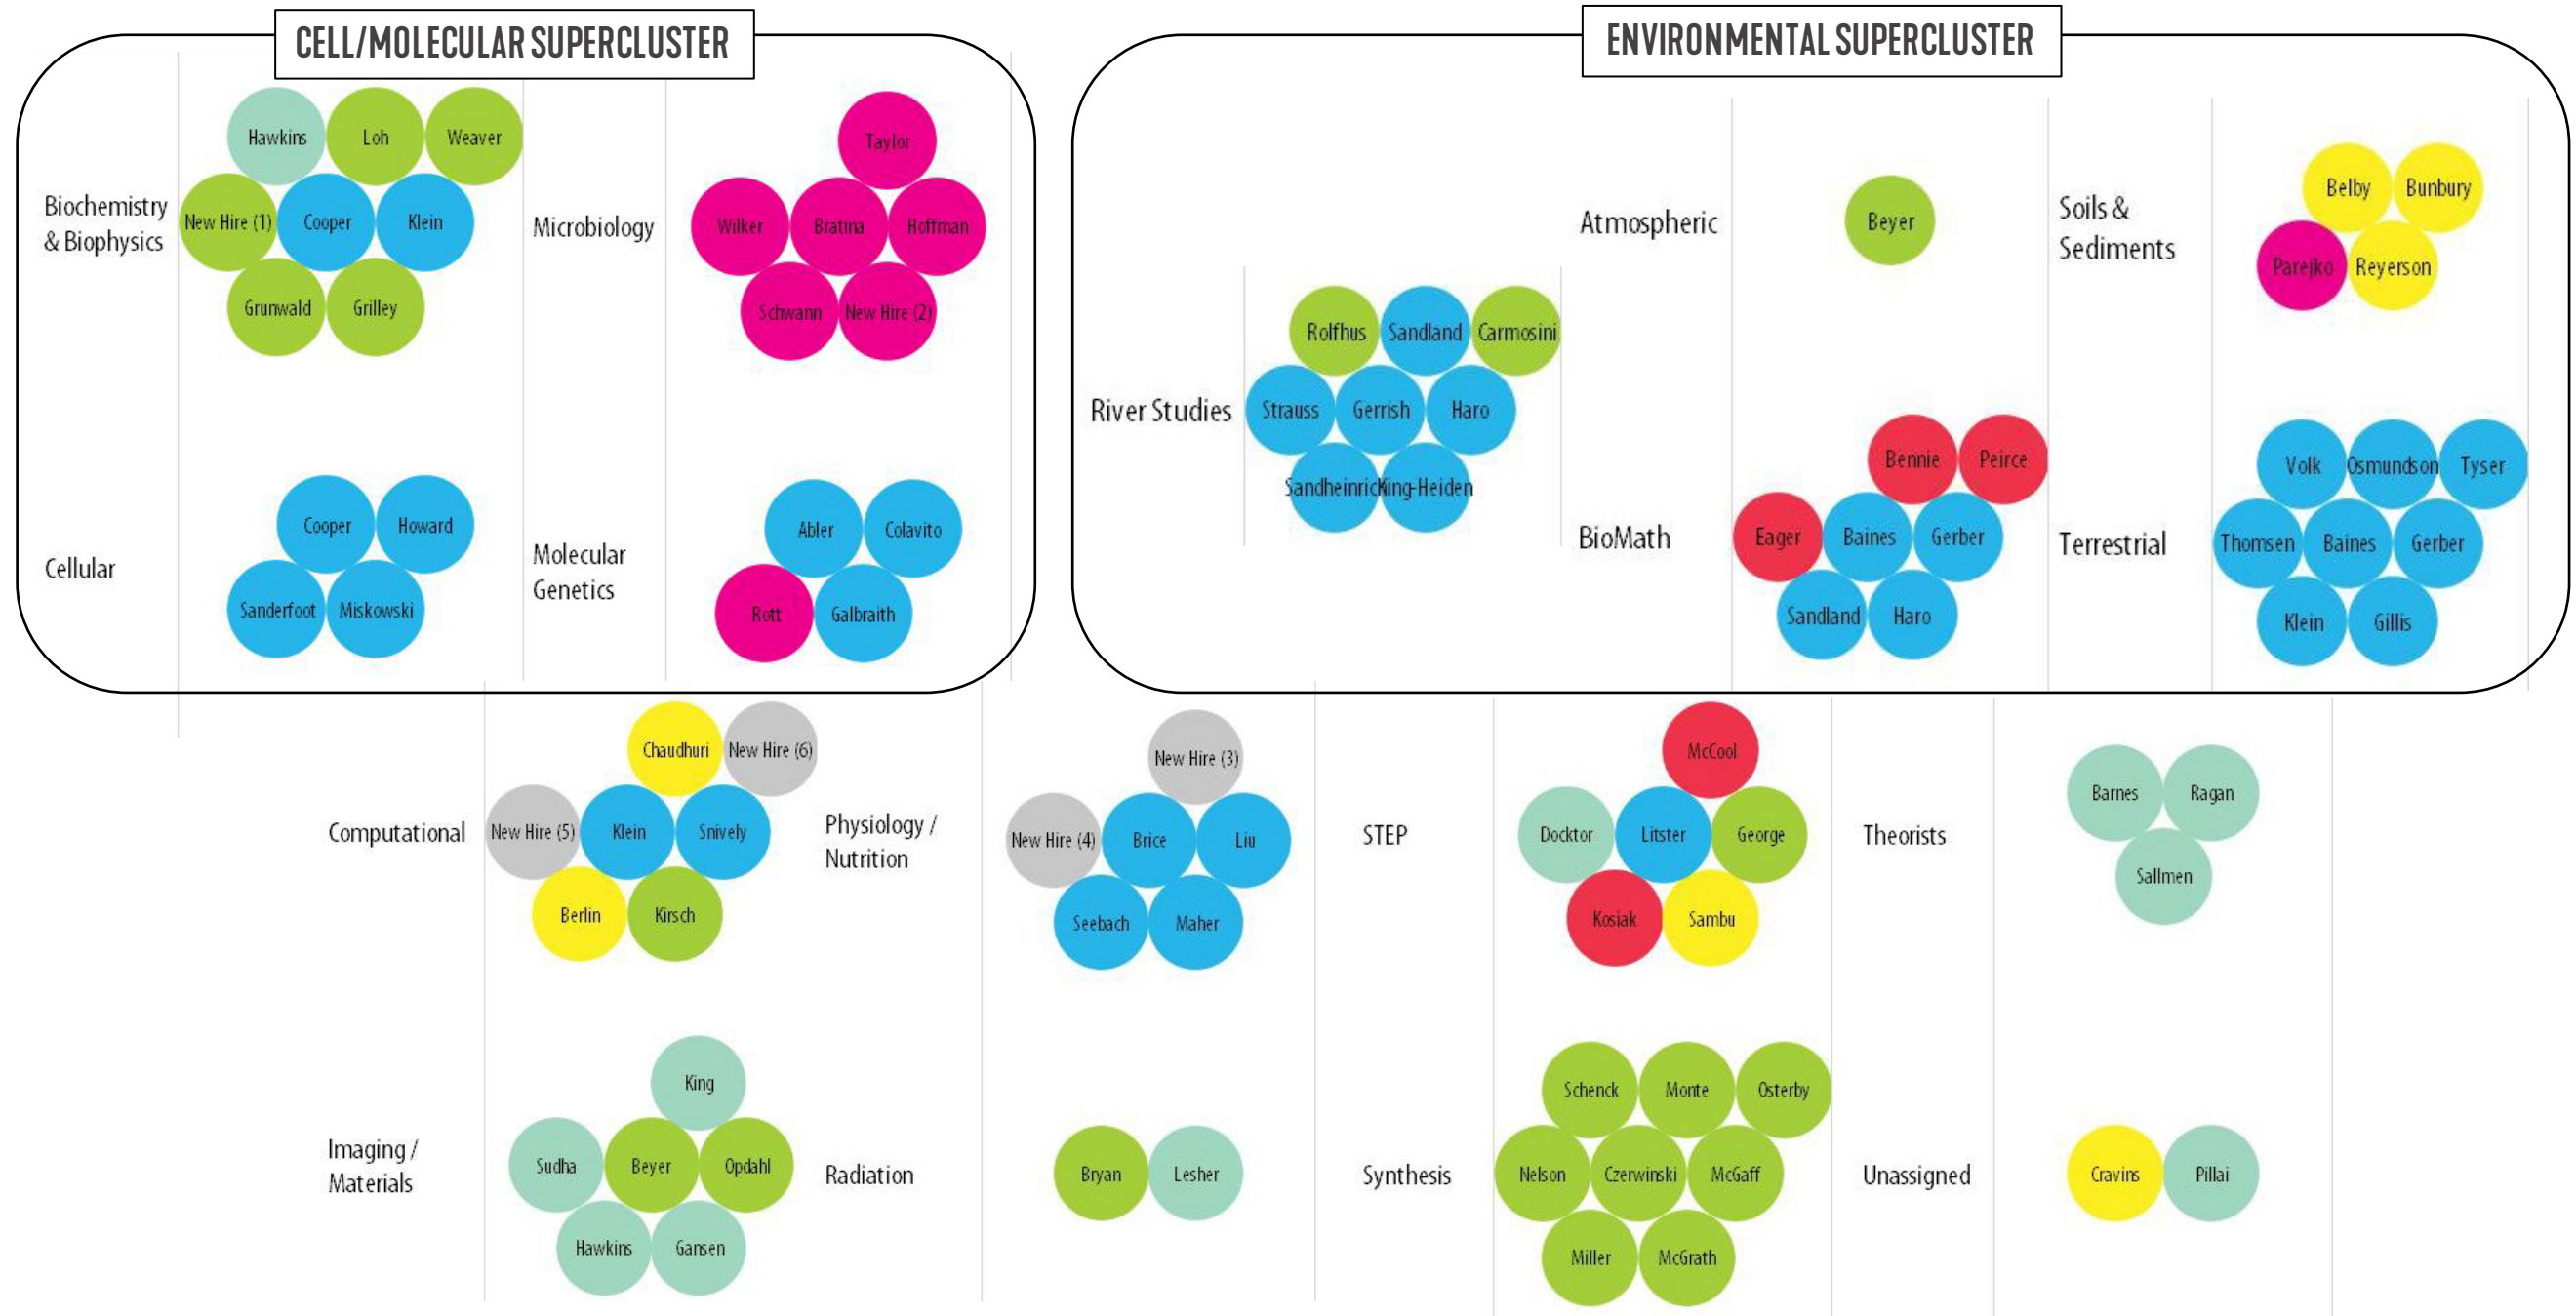 CELL/MOLECULAR SUPERCLUSTER
Biochemistry
& Biophysics
Hawkins
Loh
Weaver
New Hire (1)
Cooper
Klein
Grunwald
Grilley
Microbiology
Taylor
Wilker
Bratina
Hoffman
Schwann
New Hire (2)
Cellular
Cooper
Howard
Sanderfoot
Miskowski
Molecular
Genetics
Abler
Colavito
Rott
Galbraith
ENVIRONMENTAL SUPERCLUSTER
River Studies
Rolfhus
Sandland
Carmosini
Strauss
Gerrish
Haro
Sandheinrich
King-Heiden
Atmospheric
Beyer
Soils &
Sediments
Belby
Bunbury
Parejko
Reyerson
BioMath
Bennie
Peirce
Eager
Baines
Gerber
Sandland
Haro
Terrestrial
Volk
Osmundson
Tyser
Thomsen
Baines
Gerber
Klein
Gillis
Computational
Chaudhuri
New Hire (6)
New Hire (5)
Klein
Snively
Berlin
Kirsch
Physiology /
Nutrition
New Hire (3)
New Hire (4)
Brice
Liu
Seebach
Maher
STEP
McCool
Docktor
Litster
George
Kosiak
Sambu
Theorists
Barnes
Ragan
Sallmen
Imaging /
Materials
King
Sudha
Beyer
Opdahl
Hawkins
Gansen
Radiation
Bryan
Lesher
Synthesis
Schenck
Monte
Osterby
Nelson
Czerwinski
McGaff
Miller
McGrath
Unassigned
Cravins
Pillai